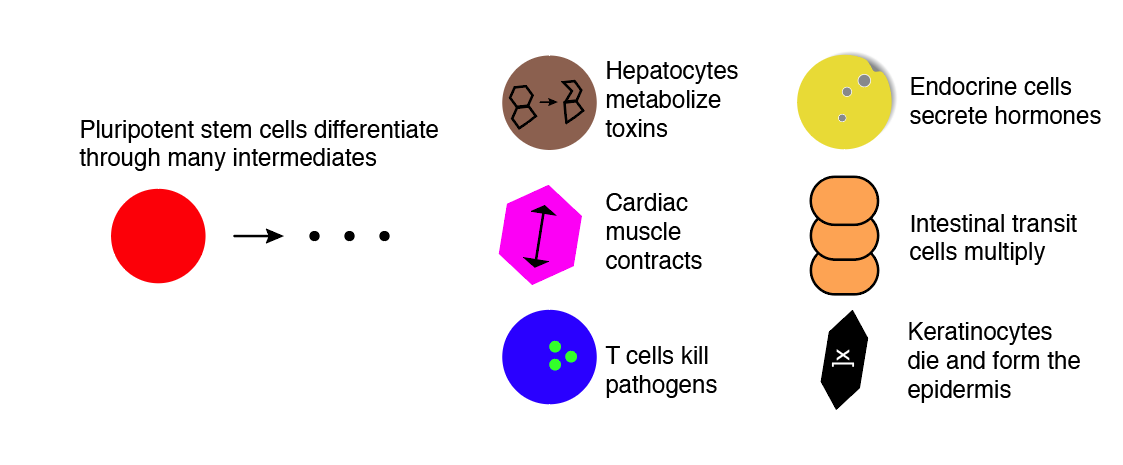 Pluripotent stem cells differentiate
through many intermediates
Hepatocytes
metabolize
toxins
Cardiac
muscle
contracts
T cells kill
pathogens
Endocrine cells
secrete hormones
Intestinal transit
cells multiply
Keratinocytes
die and form the
epidermis